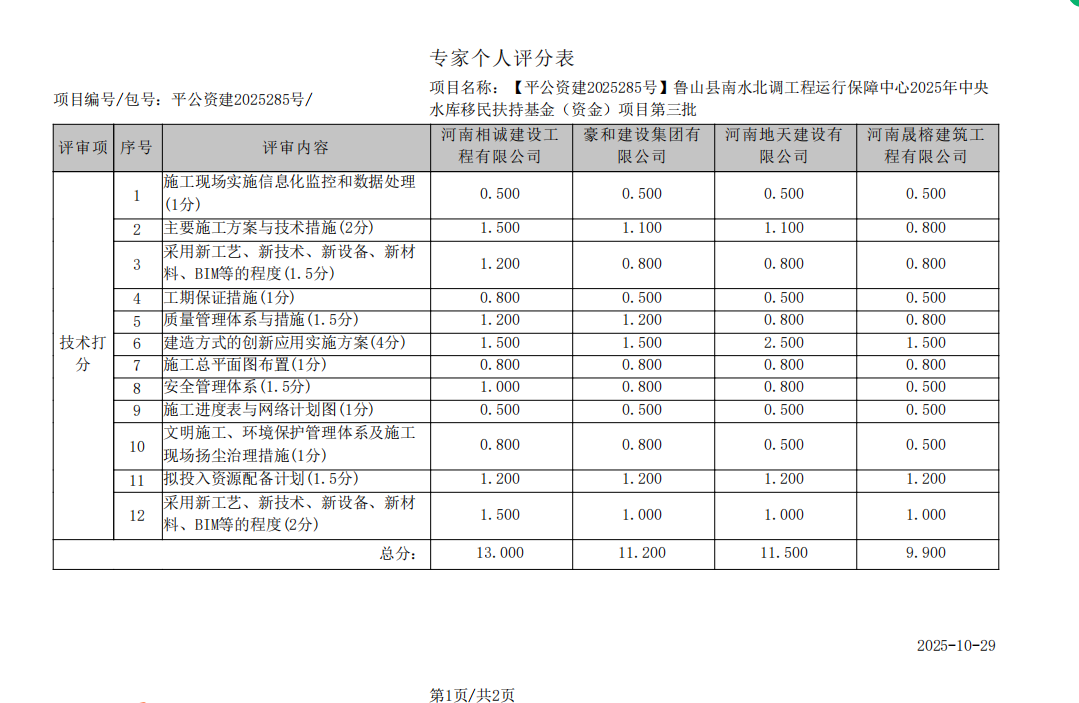 专家个人评分表
项目编号/包号: 平公资建2025285号/
项目名称: 【平公资建2025285号】鲁山县南水北调工程运行保障中心2025年中央
水库移民扶持基金（资金）项目第三批
评审项 序号 评审内容 河南相诚建设工程有限公司 豪和建设集团有限公司 河南地天建设有限公司 河南晟榕建筑工程有限公司
技术打分
1 施工现场实施信息化监控和数据处理(1分) 0.500 0.500 0.500 0.500
2 主要施工方案与技术措施(2分) 1.500 1.100 1.100 0.800
3 采用新工艺、新技术、新设备、新材料、BIM等的程度(1.5分) 1.200 0.800 0.800 0.800
4 工期保证措施(1分) 0.800 0.500 0.500 0.500
5 质量管理体系与措施(1.5分) 1.200 1.200 0.800 0.800
6 建造方式的创新应用实施方案(4分) 1.500 1.500 2.500 1.500
7 施工总平面图布置(1分) 0.800 0.800 0.800 0.800
8 安全管理体系(1.5分) 1.000 0.800 0.800 0.500
9 施工进度表与网络计划图(1分) 0.500 0.500 0.500 0.500
10 文明施工、环境保护管理体系及施工现场扬尘治理措施(1分) 0.800 0.800 0.500 0.500
11 拟投入资源配备计划(1.5分) 1.200 1.200 1.200 1.200
12 采用新工艺、新技术、新设备、新材料、BIM等的程度(2分) 1.500 1.000 1.000 1.000
总分: 13.000 11.200 11.500 9.900
2025-10-29
第1页/共2页